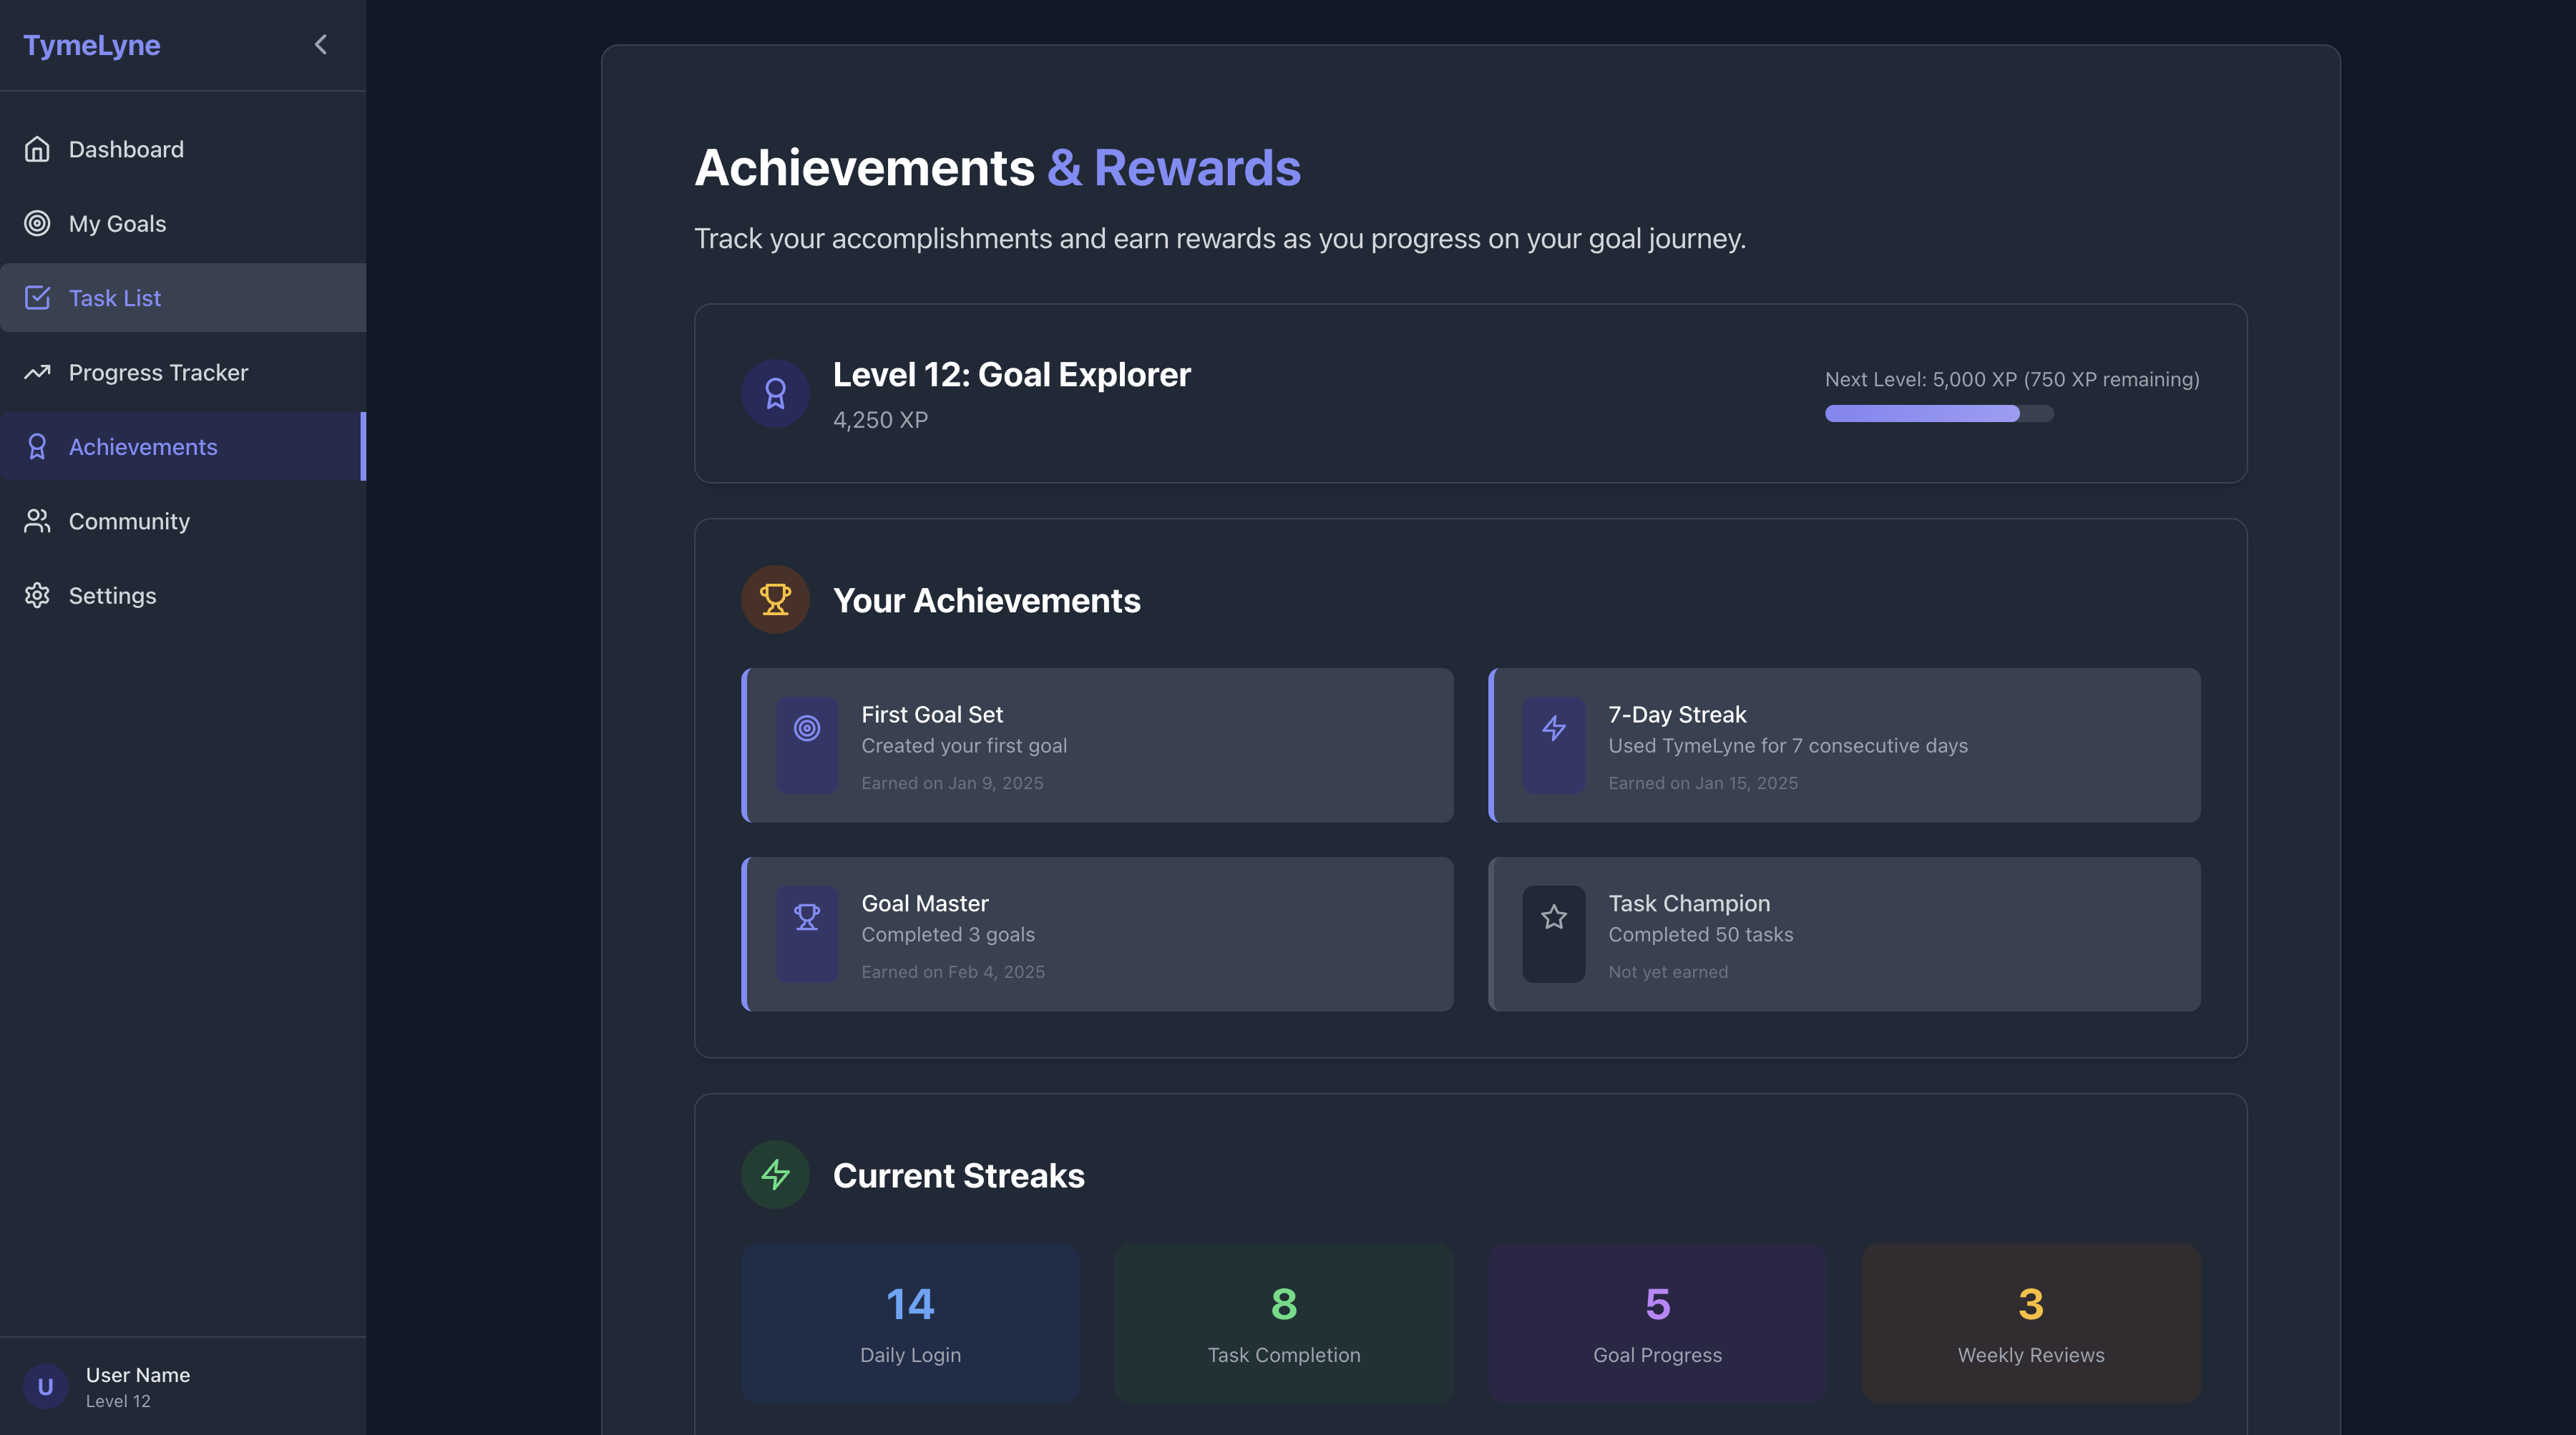 TymeLyne
Dashboard
My Goals
Task List
Progress Tracker
Achievements
Community
Settings
U
User Name
Level 12
Achievements & Rewards
Track your accomplishments and earn rewards as you progress on your goal journey.
Level 12: Goal Explorer
4,250 XP
Next Level: 5,000 XP (750 XP remaining)
Your Achievements
First Goal Set
Created your first goal
Earned on Jan 9, 2025
7-Day Streak
Used TymeLyne for 7 consecutive days
Earned on Jan 15, 2025
Goal Master
Completed 3 goals
Earned on Feb 4, 2025
Task Champion
Completed 50 tasks
Not yet earned
Current Streaks
14
Daily Login
8
Task Completion
5
Goal Progress
3
Weekly Reviews